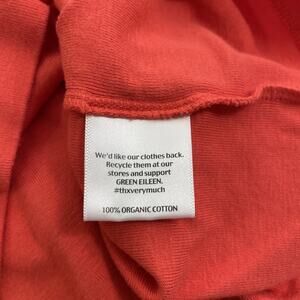 We'd like our clothes back.
Recycle them at our
stores and support
GREEN EILEEN.
#thxverymuch
100% ORGANIC COTTON